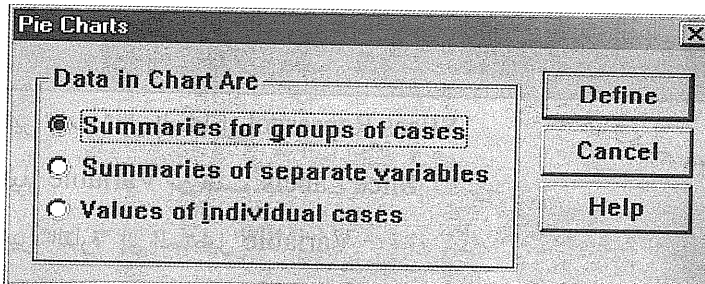 Pie Charts
Data in Chart Are
Summaries for groups of cases
Summaries of separate variables
Values of individual cases
Define
Cancel
Help